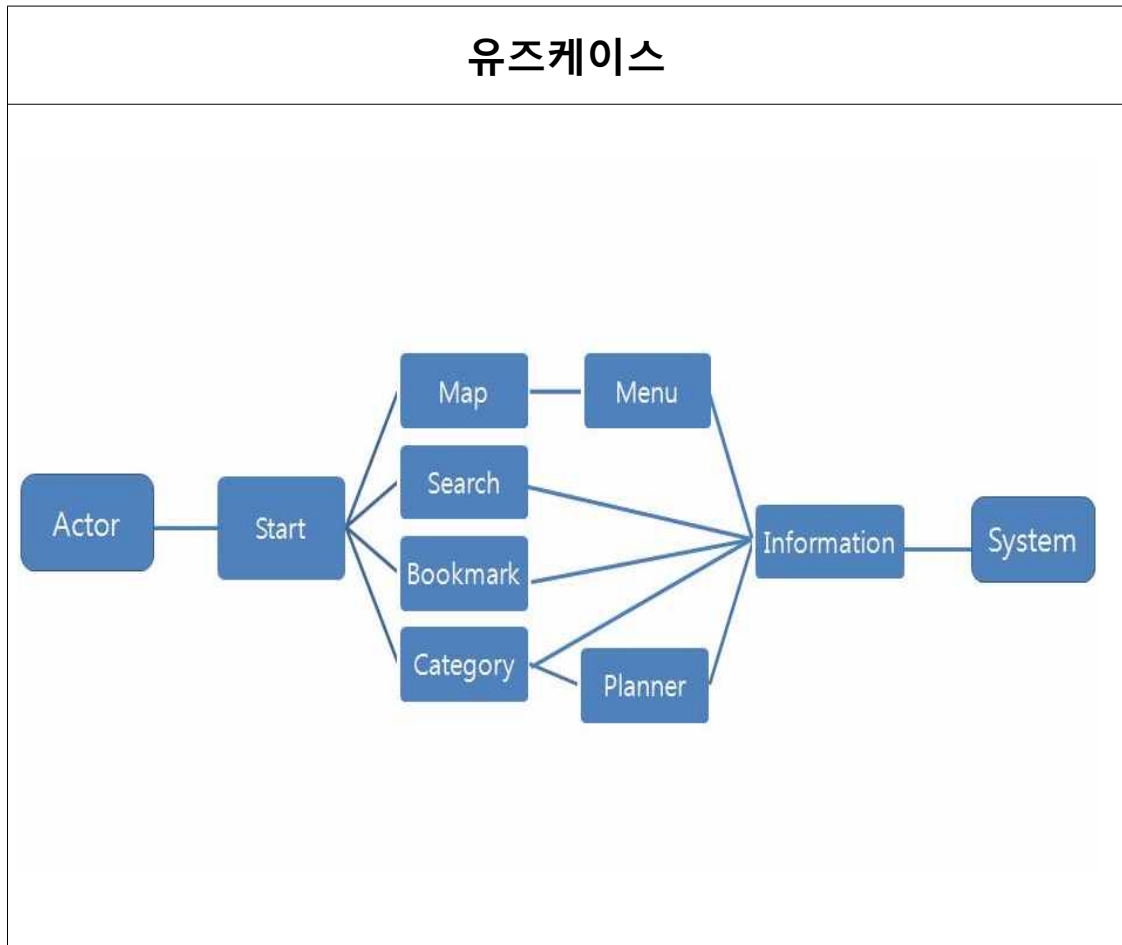 유즈케이스
Map
Menu
Search
Actor
Start
Information
System
Bookmark
Category
Planner